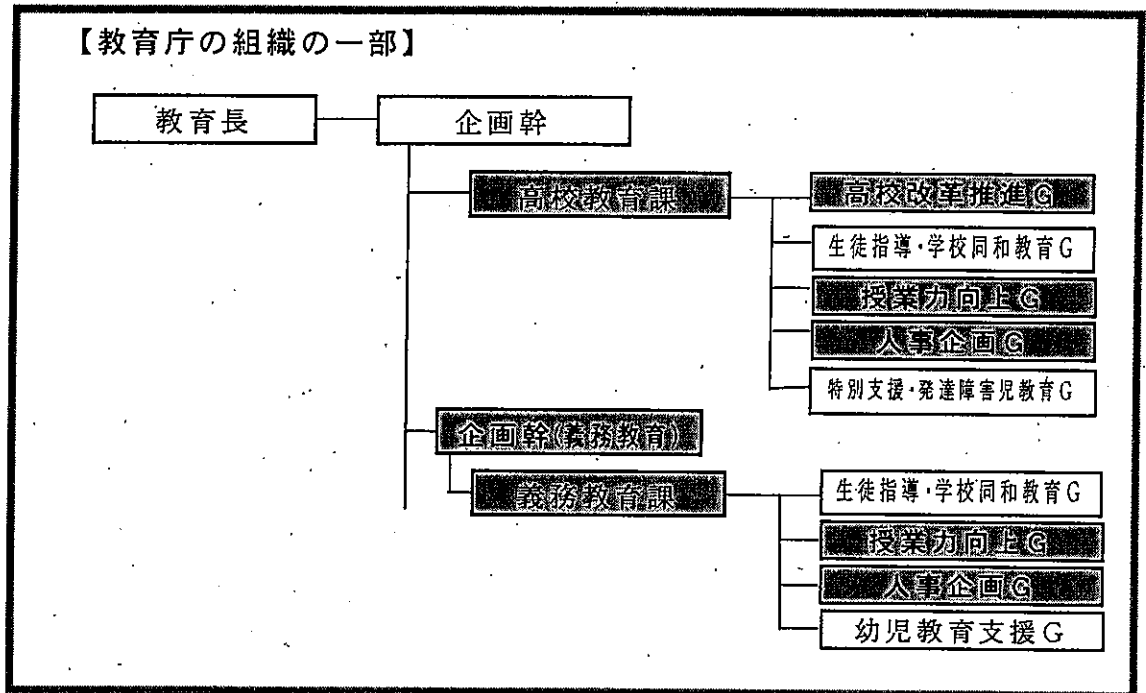 【教育庁の組織の一部】
教育長
企画幹
高校教育課
高校改革推進G
生徒指導・学校同和教育G
授業力向上G
人事企画G
特別支援・発達障害児教育G
企画幹(義務教育)
義務教育課
生徒指導・学校同和教育G
授業力向上G
人事企画G
幼児教育支援G